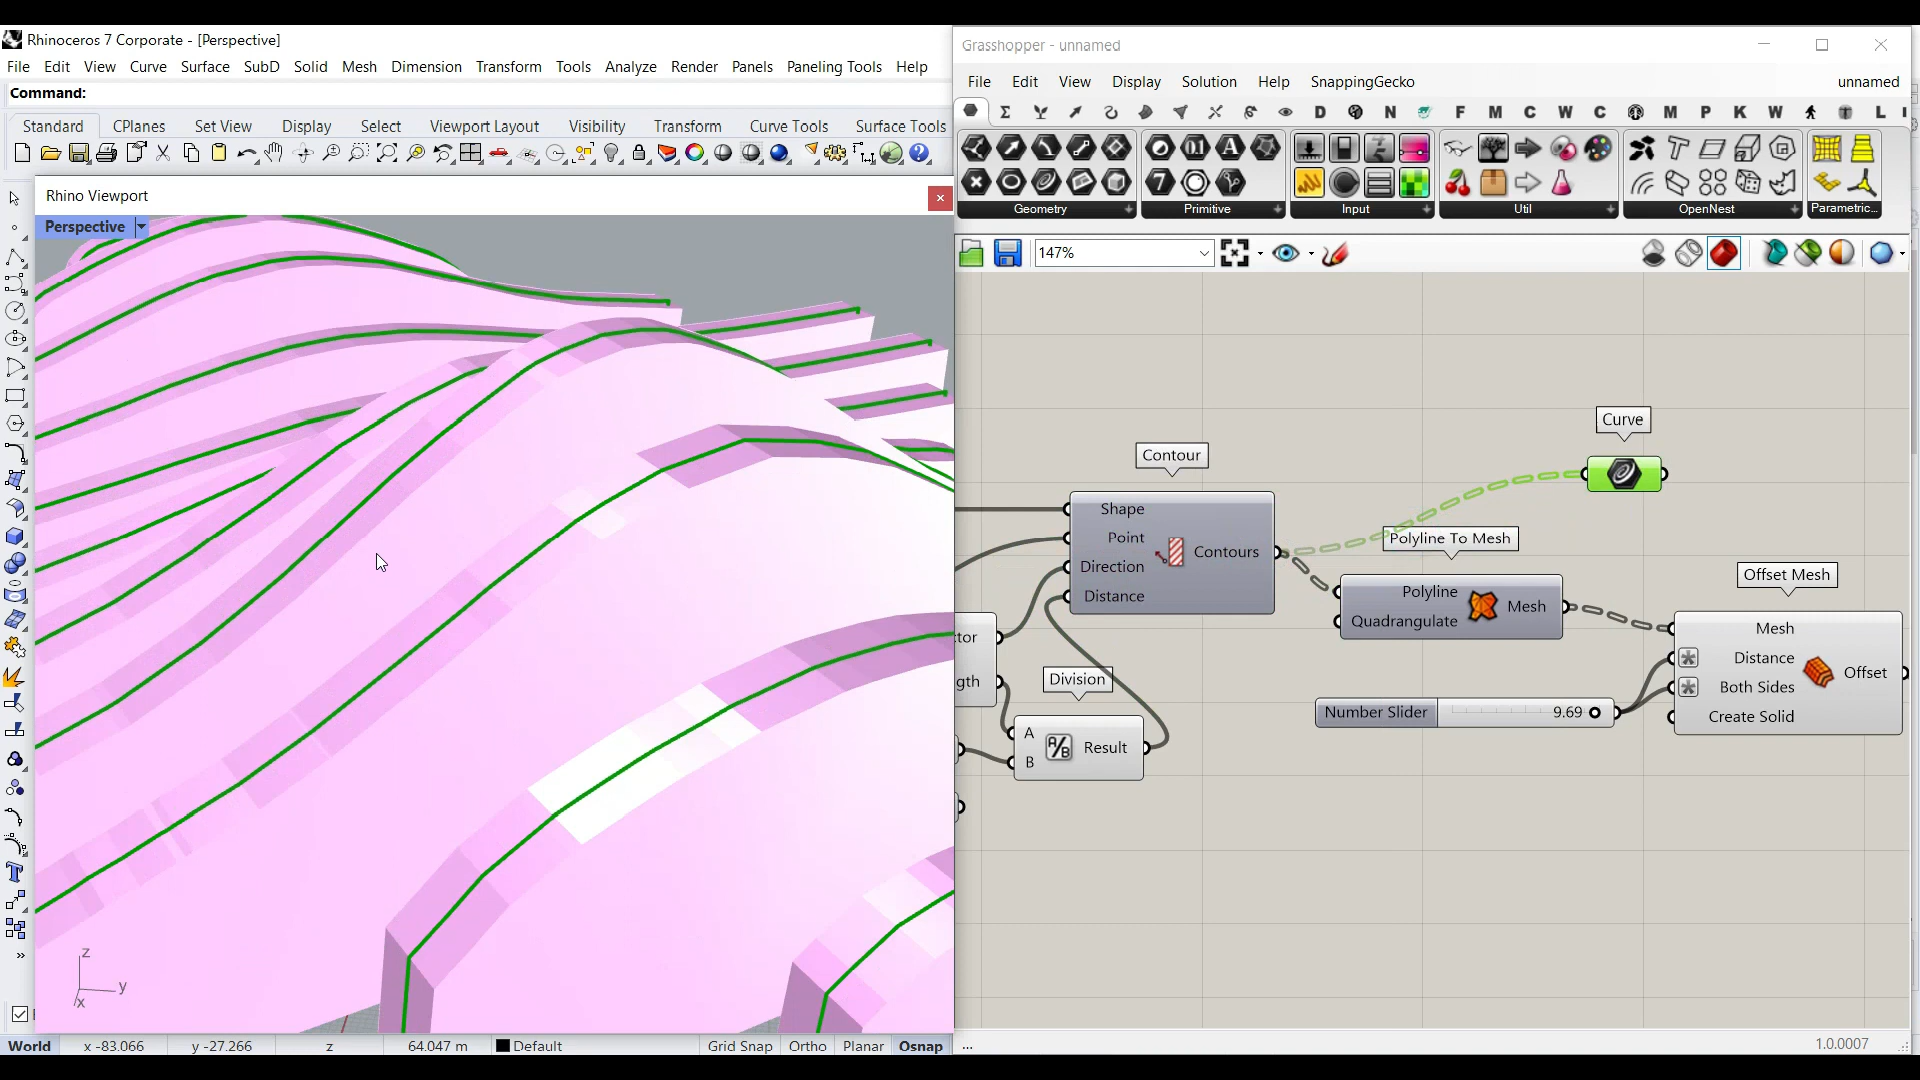 Rhinoceros 7 Corporate - [Perspective]
File Edit View Curve Surface SubD Solid Mesh Dimension Transform Tools Analyze Render Panels Paneling Tools Help
Command:
Standard CPlanes Set View Display Select Viewport Layout Visibility Transform Curve Tools Surface Tools
Rhino Viewport
Perspective
z
y
x
World x -83.066 y -27.266 z 64.047 m Default Grid Snap Ortho Planar Osnap
Grasshopper - unnamed
File Edit View Display Solution Help SnappingGecko unnamed
D N F M C W C M P K W L
Geometry Primitive Input Util OpenNest Parametric...
147%
Curve
Contour
Shape
Point
Direction
Distance
Contours
Polyline To Mesh
Polyline
Quadrangulate
Mesh
Offset Mesh
Mesh
Distance
Both Sides
Create Solid
Offset
tor
gth
Division
A
B
A/B
Result
Number Slider 9.69
... 1.0.0007